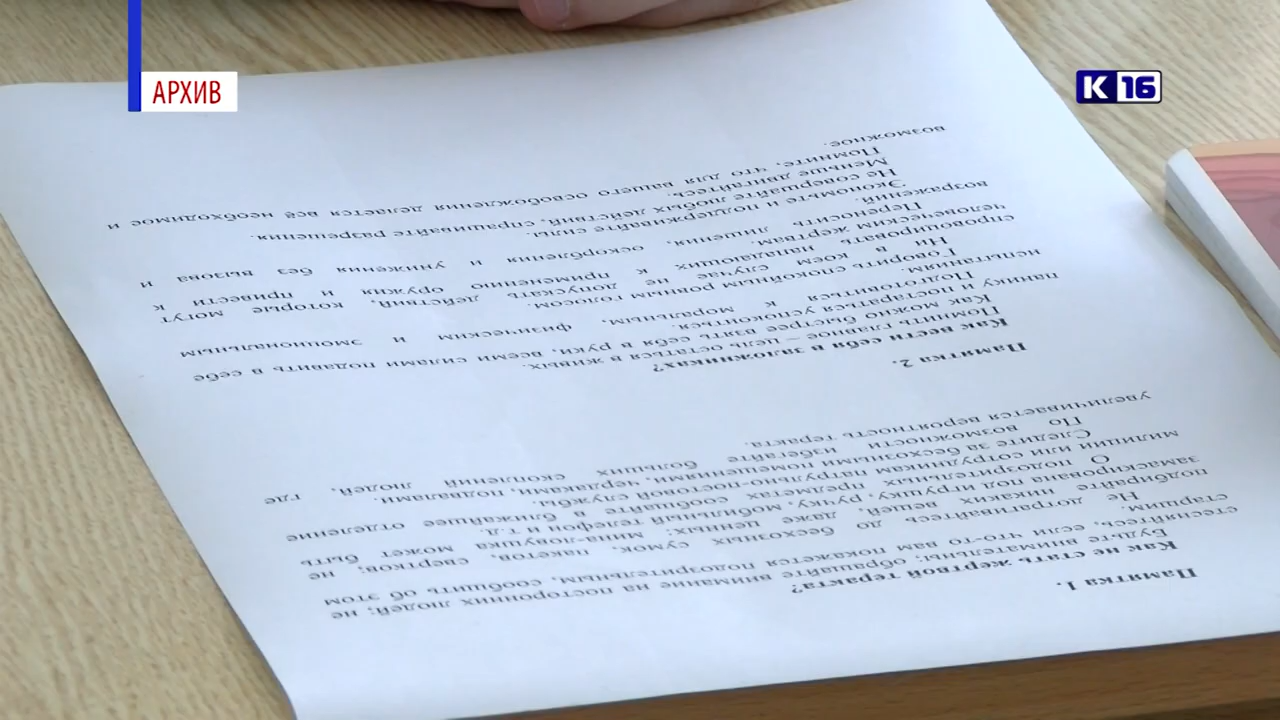 АРХИВ
К 16
Памятка 1.
Как не стать жертвой теракта?
Будьте внимательны; обращайте внимание на посторонних людей; не
стесняйтесь, если что-то вам покажется подозрительным, сообщить об этом
старшим.
Не дотрагивайтесь до бесхозных сумок, пакетов, свертков; не
подбирайте никаких вещей, даже ценных: мина-ловушка может быть
замаскирована под игрушку, ручку, мобильный телефон и т.д.
О подозрительных предметах сообщайте в ближайшее отделение
милиции или сотрудникам патрульно-постовой службы.
Следите за бесхозными помещениями, чердаками, подвалами.
По возможности избегайте больших скоплений людей, где
увеличивается вероятность теракта.
Памятка 2.
Как вести себя в заложниках?
Помнить главное – цель: остаться в живых.
Как можно быстрее взять себя в руки, всеми силами подавить в себе
панику и постараться успокоиться.
Подготовиться к моральным, физическим и эмоциональным
испытаниям.
Говорить спокойным ровным голосом.
Ни в коем случае не допускать действий, которые могут
спровоцировать нападающих к применению оружия и привести к
человеческим жертвам.
Переносить лишения, оскорбления и унижения без вызова и
возражений.
Экономьте и поддерживайте силы.
Не совершайте любых действий, спрашивайте разрешения.
Меньше двигайтесь.
Помните, что для вашего освобождения делается всё необходимое и
возможное.